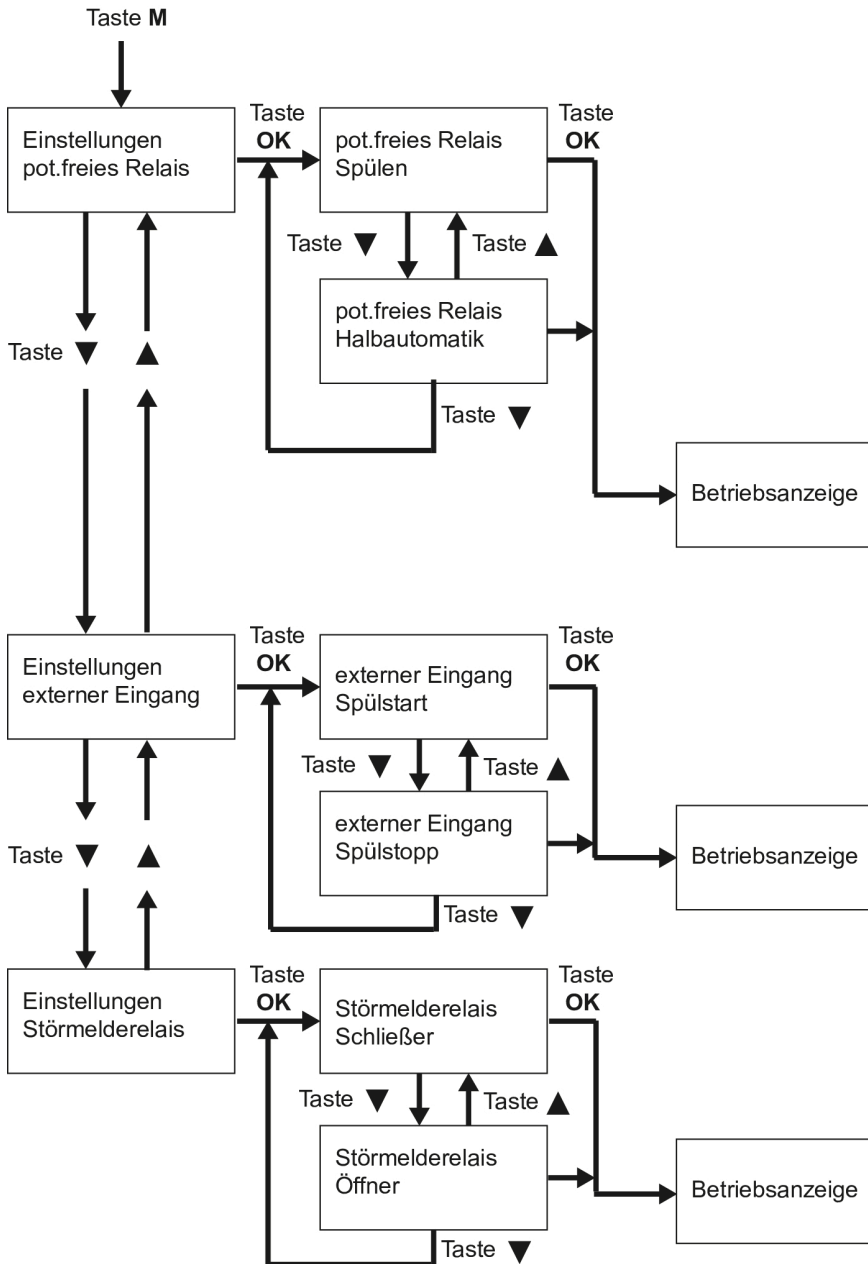 Taste M
Einstellungen
pot.freies Relais
Taste
OK
pot.freies Relais
Spülen
Taste
OK
Taste ▼
Taste ▲
pot.freies Relais
Halbautomatik
Taste ▼ ▲
Taste ▼
Betriebsanzeige
Einstellungen
externer Eingang
Taste
OK
externer Eingang
Spülstart
Taste
OK
Taste ▼
Taste ▲
externer Eingang
Spülstopp
Taste ▼ ▲
Betriebsanzeige
Taste ▼
Einstellungen
Störmelderelais
Taste
OK
Störmelderelais
Schließer
Taste
OK
Taste ▼
Taste ▲
Störmelderelais
Öffner
Betriebsanzeige
Taste ▼